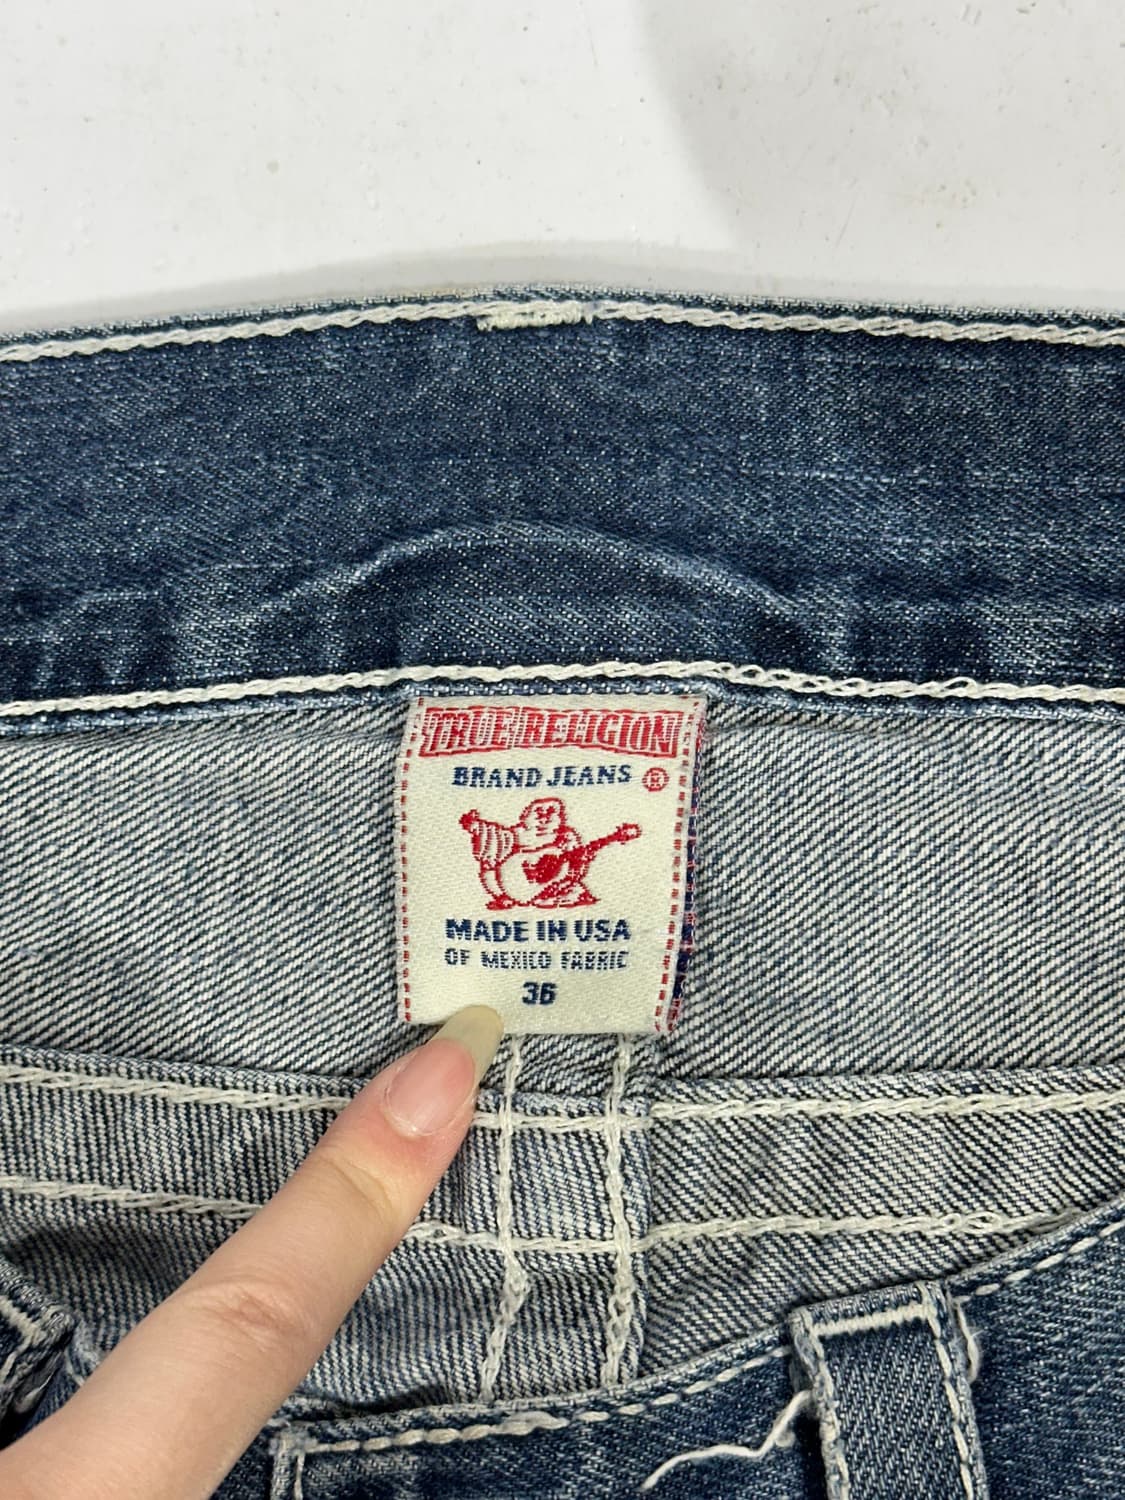 TRUE RELIGION
BRAND JEANS ®
MADE IN USA
OF MEXICO FABRIC
36